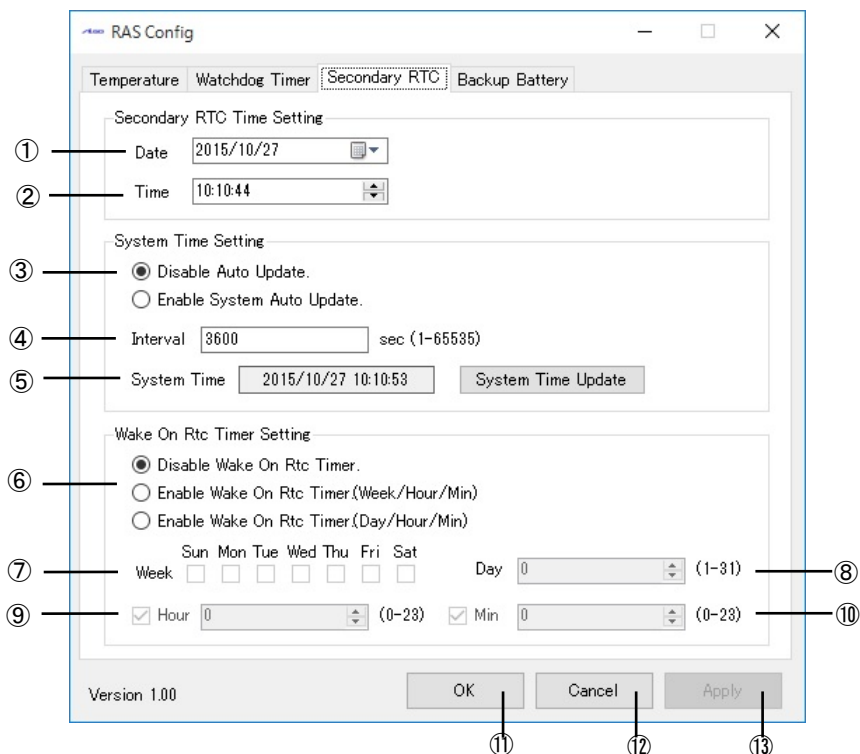 RAS Config
Temperature Watchdog Timer Secondary RTC Backup Battery
Secondary RTC Time Setting
① Date 2015/10/27
② Time 10:10:44
System Time Setting
③ Disable Auto Update.
Enable System Auto Update.
④ Interval 3600 sec (1-65535)
⑤ System Time 2015/10/27 10:10:53 System Time Update
Wake On Rtc Timer Setting
Disable Wake On Rtc Timer.
⑥ Enable Wake On Rtc Timer.(Week/Hour/Min)
Enable Wake On Rtc Timer.(Day/Hour/Min)
Sun Mon Tue Wed Thu Fri Sat
⑦ Week Day 0 (1-31) ⑧
⑨ Hour 0 (0-23) Min 0 (0-23) ⑩
Version 1.00 OK Cancel Apply
⑪ ⑫ ⑬